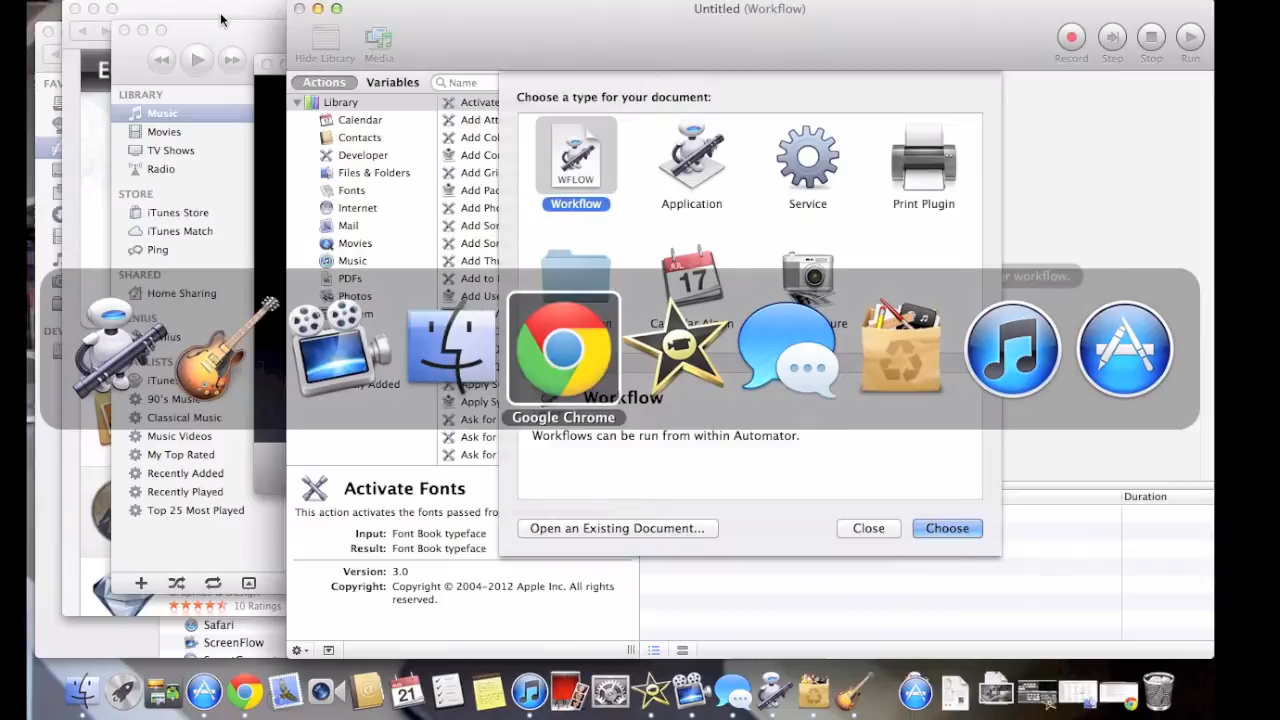 Untitled (Workflow)
Hide Library
Media
Record
Step
Stop
Run
Actions
Variables
Name
Choose a type for your document:
LIBRARY
Music
Movies
TV Shows
Radio
STORE
iTunes Store
iTunes Match
Ping
SHARED
Home Sharing
90's Music
Classical Music
Music Videos
My Top Rated
Recently Added
Recently Played
Top 25 Most Played
10 Ratings
Safari
ScreenFlow
Library
Calendar
Contacts
Developer
Files & Folders
Fonts
Internet
Mail
Movies
Music
PDFs
Photos
Activate
Add Att
Add Col
Add Co
Add Gri
Add Pac
Add Pho
Add Sor
Add Sor
Add Thu
Add to
Add Use
Apply Sy
Ask for
Ask for
Ask for
WFLOW
Workflow
Application
Service
Print Plugin
JUL
17
r workflow.
Google Chrome
Workflow
Workflows can be run from within Automator.
Open an Existing Document...
Close
Choose
Activate Fonts
This action activates the fonts passed fro
Input: Font Book typeface
Result: Font Book typeface
Version: 3.0
Copyright: Copyright © 2004-2012 Apple Inc. All rights
reserved.
Duration
21